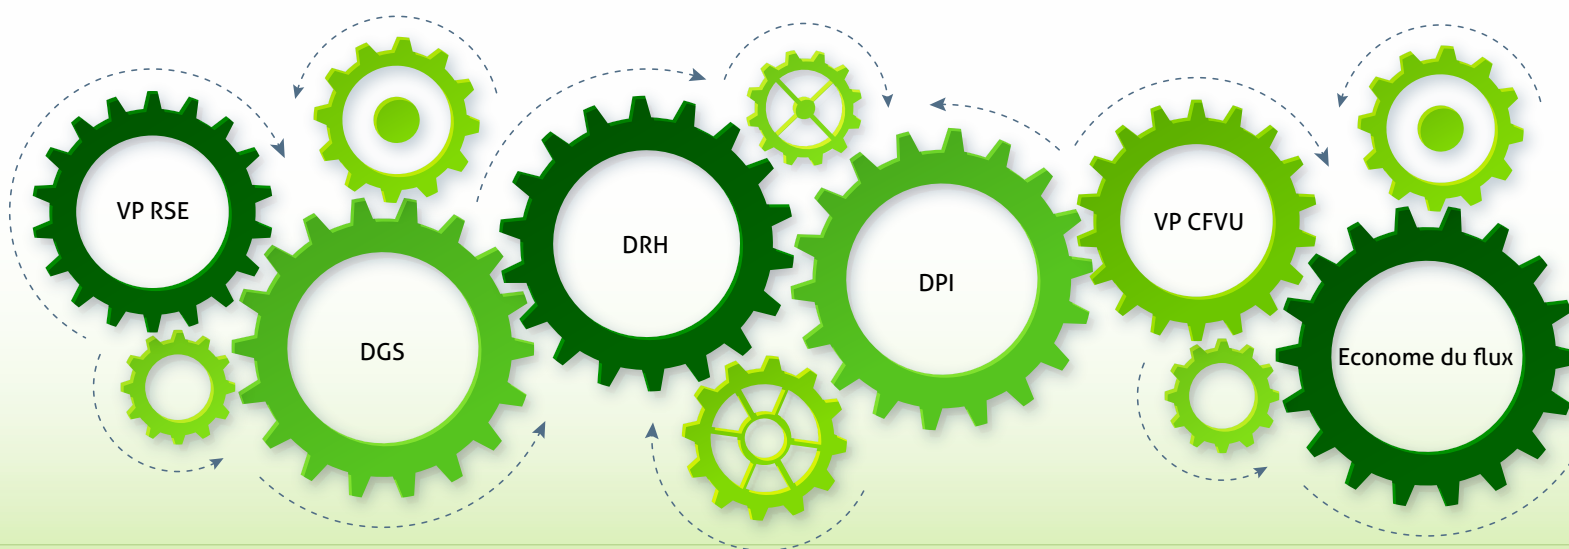 VP RSE
DGS
DRH
DPI
VP CFVU
Econome du flux